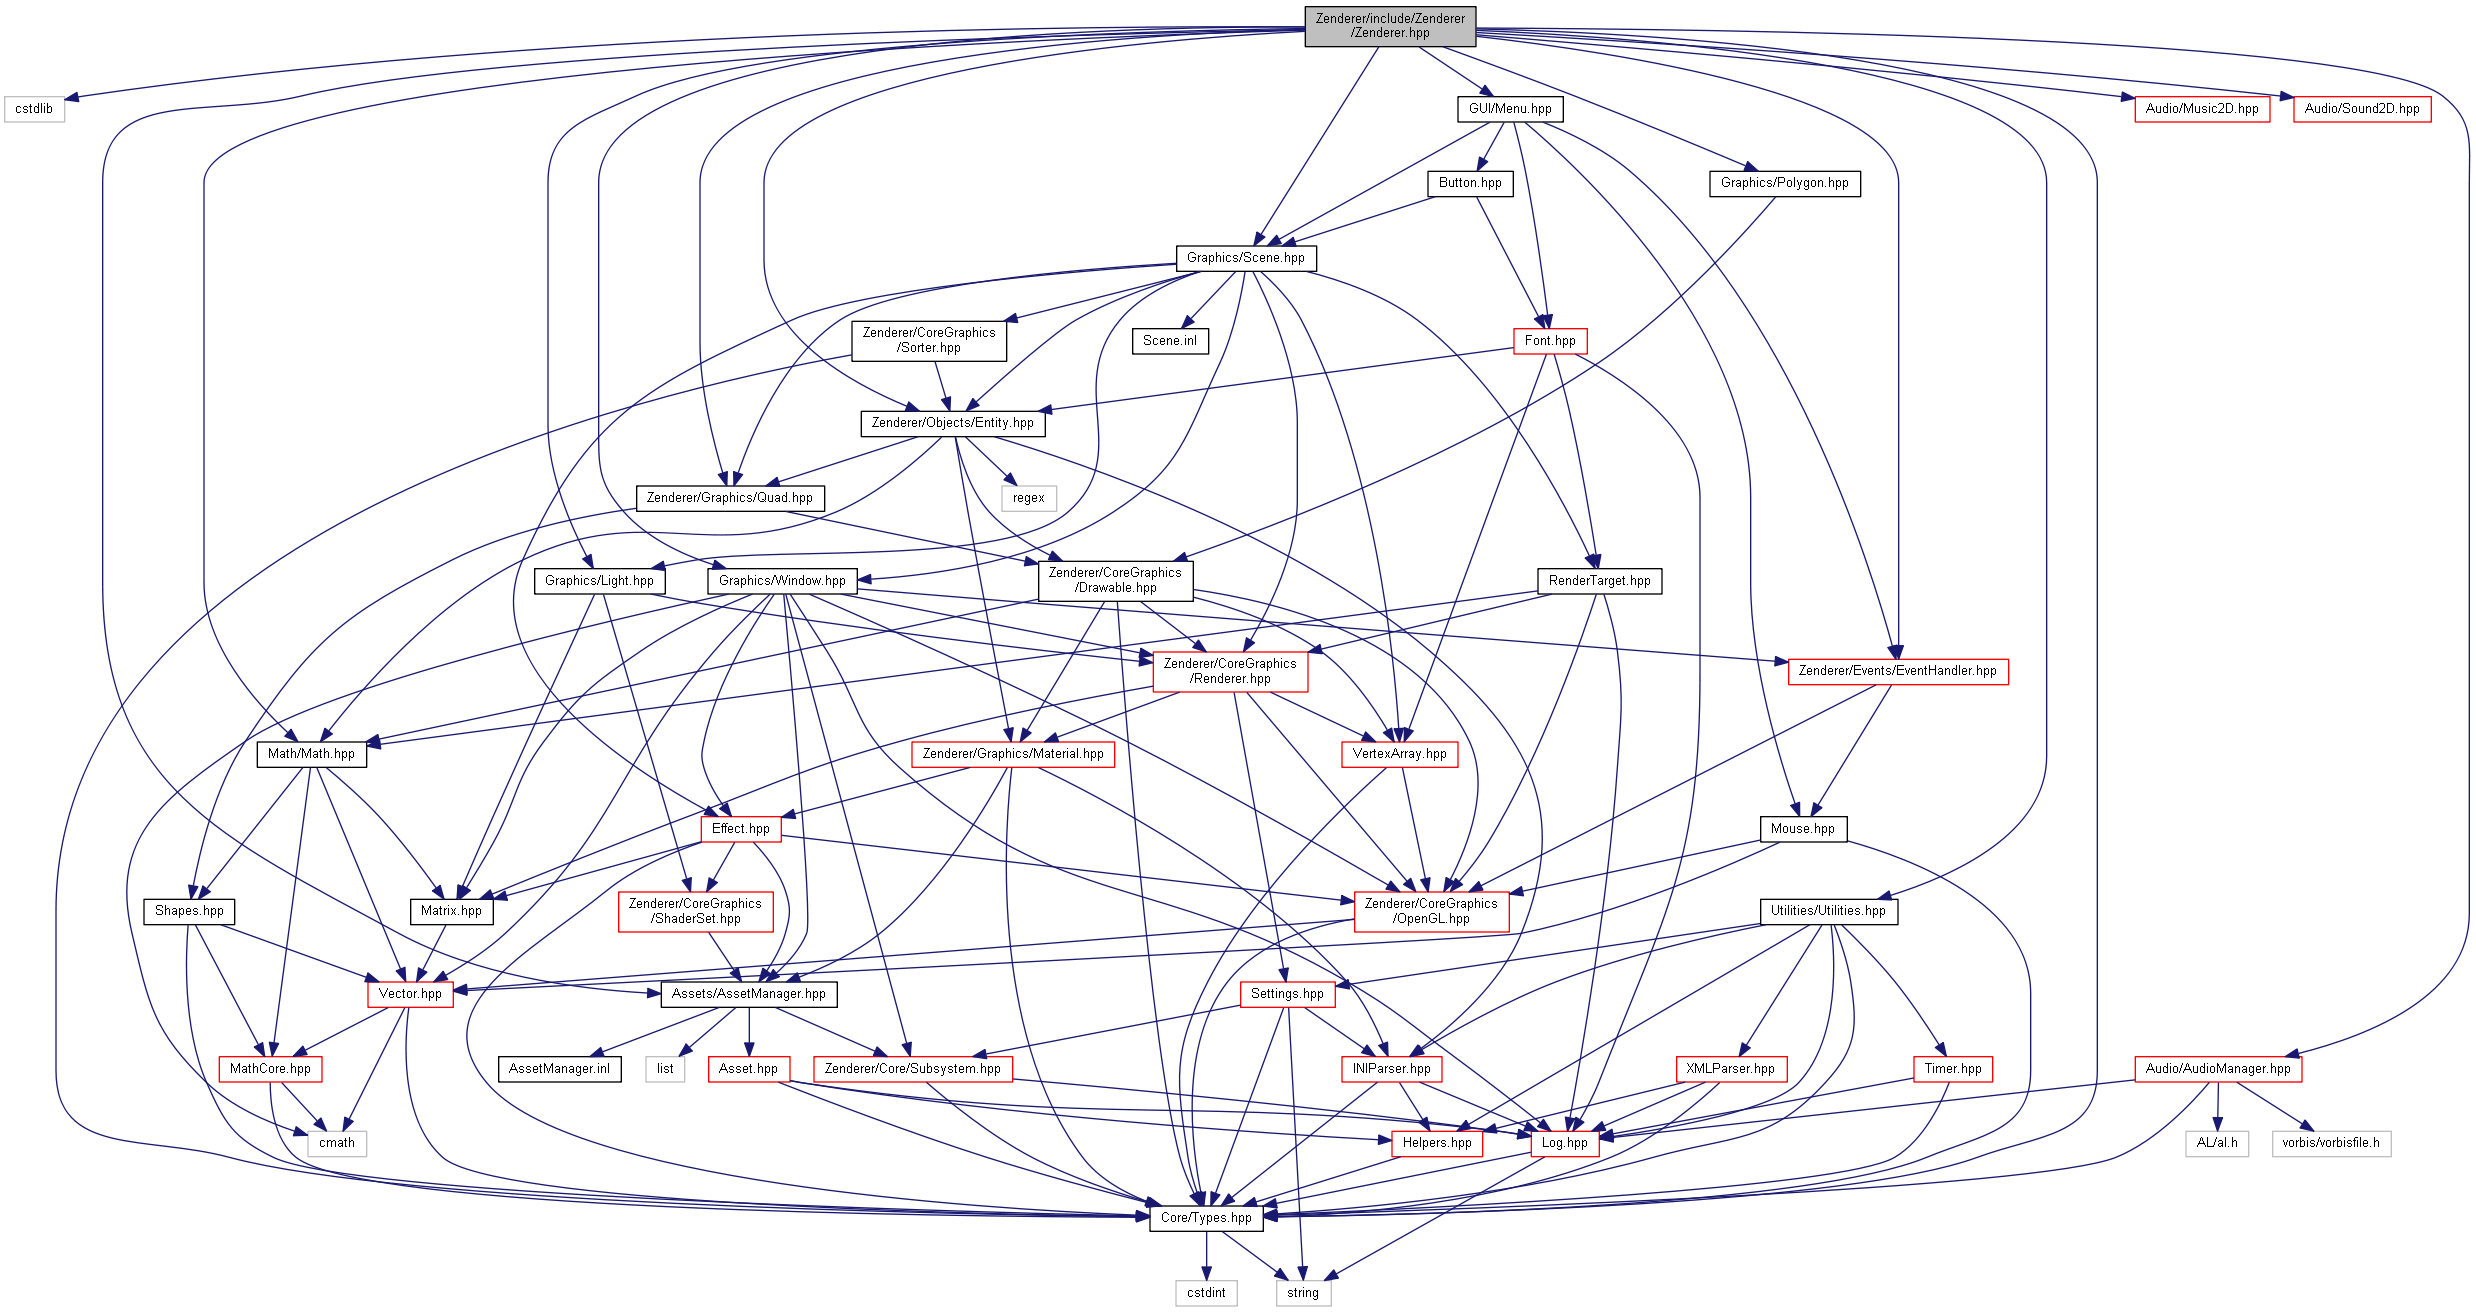 Zenderer/include/Zenderer
/Zenderer.hpp
cstdlib
GUI/Menu.hpp
Audio/Music2D.hpp
Audio/Sound2D.hpp
Button.hpp
Graphics/Polygon.hpp
Graphics/Scene.hpp
Zenderer/CoreGraphics
/Sorter.hpp
Scene.inl
Font.hpp
Zenderer/Objects/Entity.hpp
Zenderer/Graphics/Quad.hpp
regex
Graphics/Light.hpp
Graphics/Window.hpp
Zenderer/CoreGraphics
/Drawable.hpp
RenderTarget.hpp
Zenderer/CoreGraphics
/Renderer.hpp
Zenderer/Events/EventHandler.hpp
Math/Math.hpp
Zenderer/Graphics/Material.hpp
VertexArray.hpp
Effect.hpp
Mouse.hpp
Shapes.hpp
Matrix.hpp
Zenderer/CoreGraphics
/ShaderSet.hpp
Zenderer/CoreGraphics
/OpenGL.hpp
Utilities/Utilities.hpp
Vector.hpp
Assets/AssetManager.hpp
Settings.hpp
MathCore.hpp
AssetManager.inl
list
Asset.hpp
Zenderer/Core/Subsystem.hpp
INIParser.hpp
XMLParser.hpp
Timer.hpp
Audio/AudioManager.hpp
cmath
Helpers.hpp
Log.hpp
AL/al.h
vorbis/vorbisfile.h
Core/Types.hpp
cstdint
string